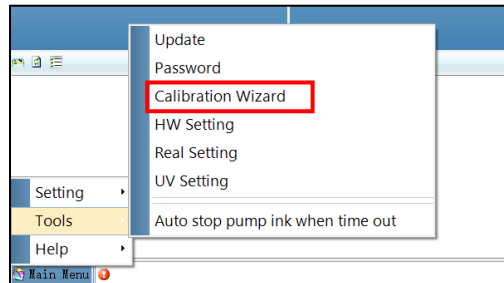 Update
Password
Calibration Wizard
HW Setting
Real Setting
UV Setting
Auto stop pump ink when time out
Setting
Tools
Help
Main Menu